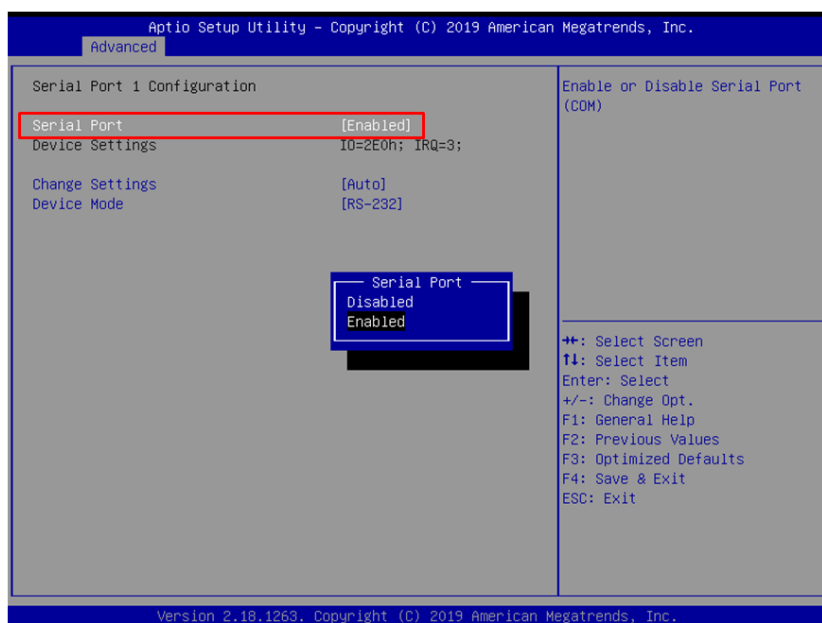 Aptio Setup Utility – Copyright (C) 2019 American Megatrends, Inc.
Advanced
Serial Port 1 Configuration
Serial Port [Enabled]
Device Settings IO=2E0h; IRQ=3;
Change Settings [Auto]
Device Mode [RS-232]
Serial Port
Disabled
Enabled
Enable or Disable Serial Port
(COM)
→←: Select Screen
↑↓: Select Item
Enter: Select
+/-: Change Opt.
F1: General Help
F2: Previous Values
F3: Optimized Defaults
F4: Save & Exit
ESC: Exit
Version 2.18.1263. Copyright (C) 2019 American Megatrends, Inc.